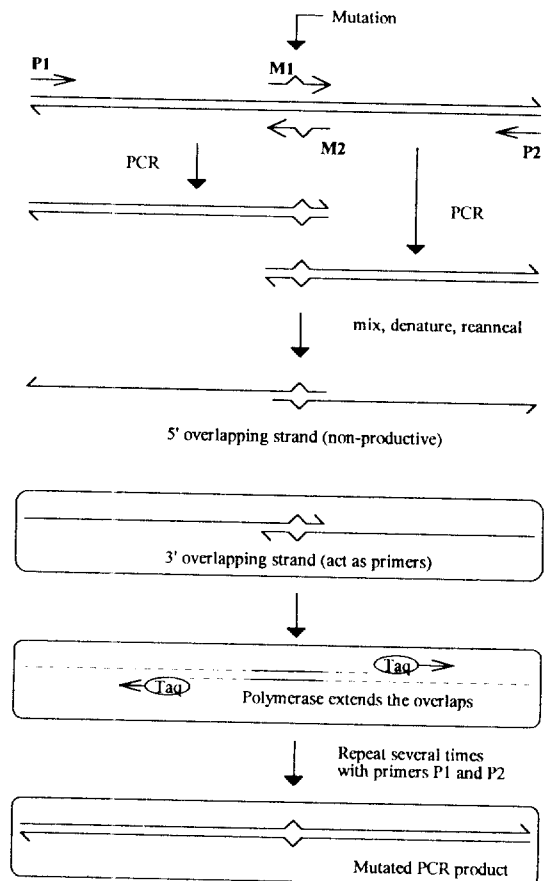 Mutation
P1
M1
M2
P2
PCR
PCR
mix, denature, reanneal
5' overlapping strand (non-productive)
3' overlapping strand (act as primers)
Taq
Taq
Polymerase extends the overlaps
Repeat several times
with primers P1 and P2
Mutated PCR product